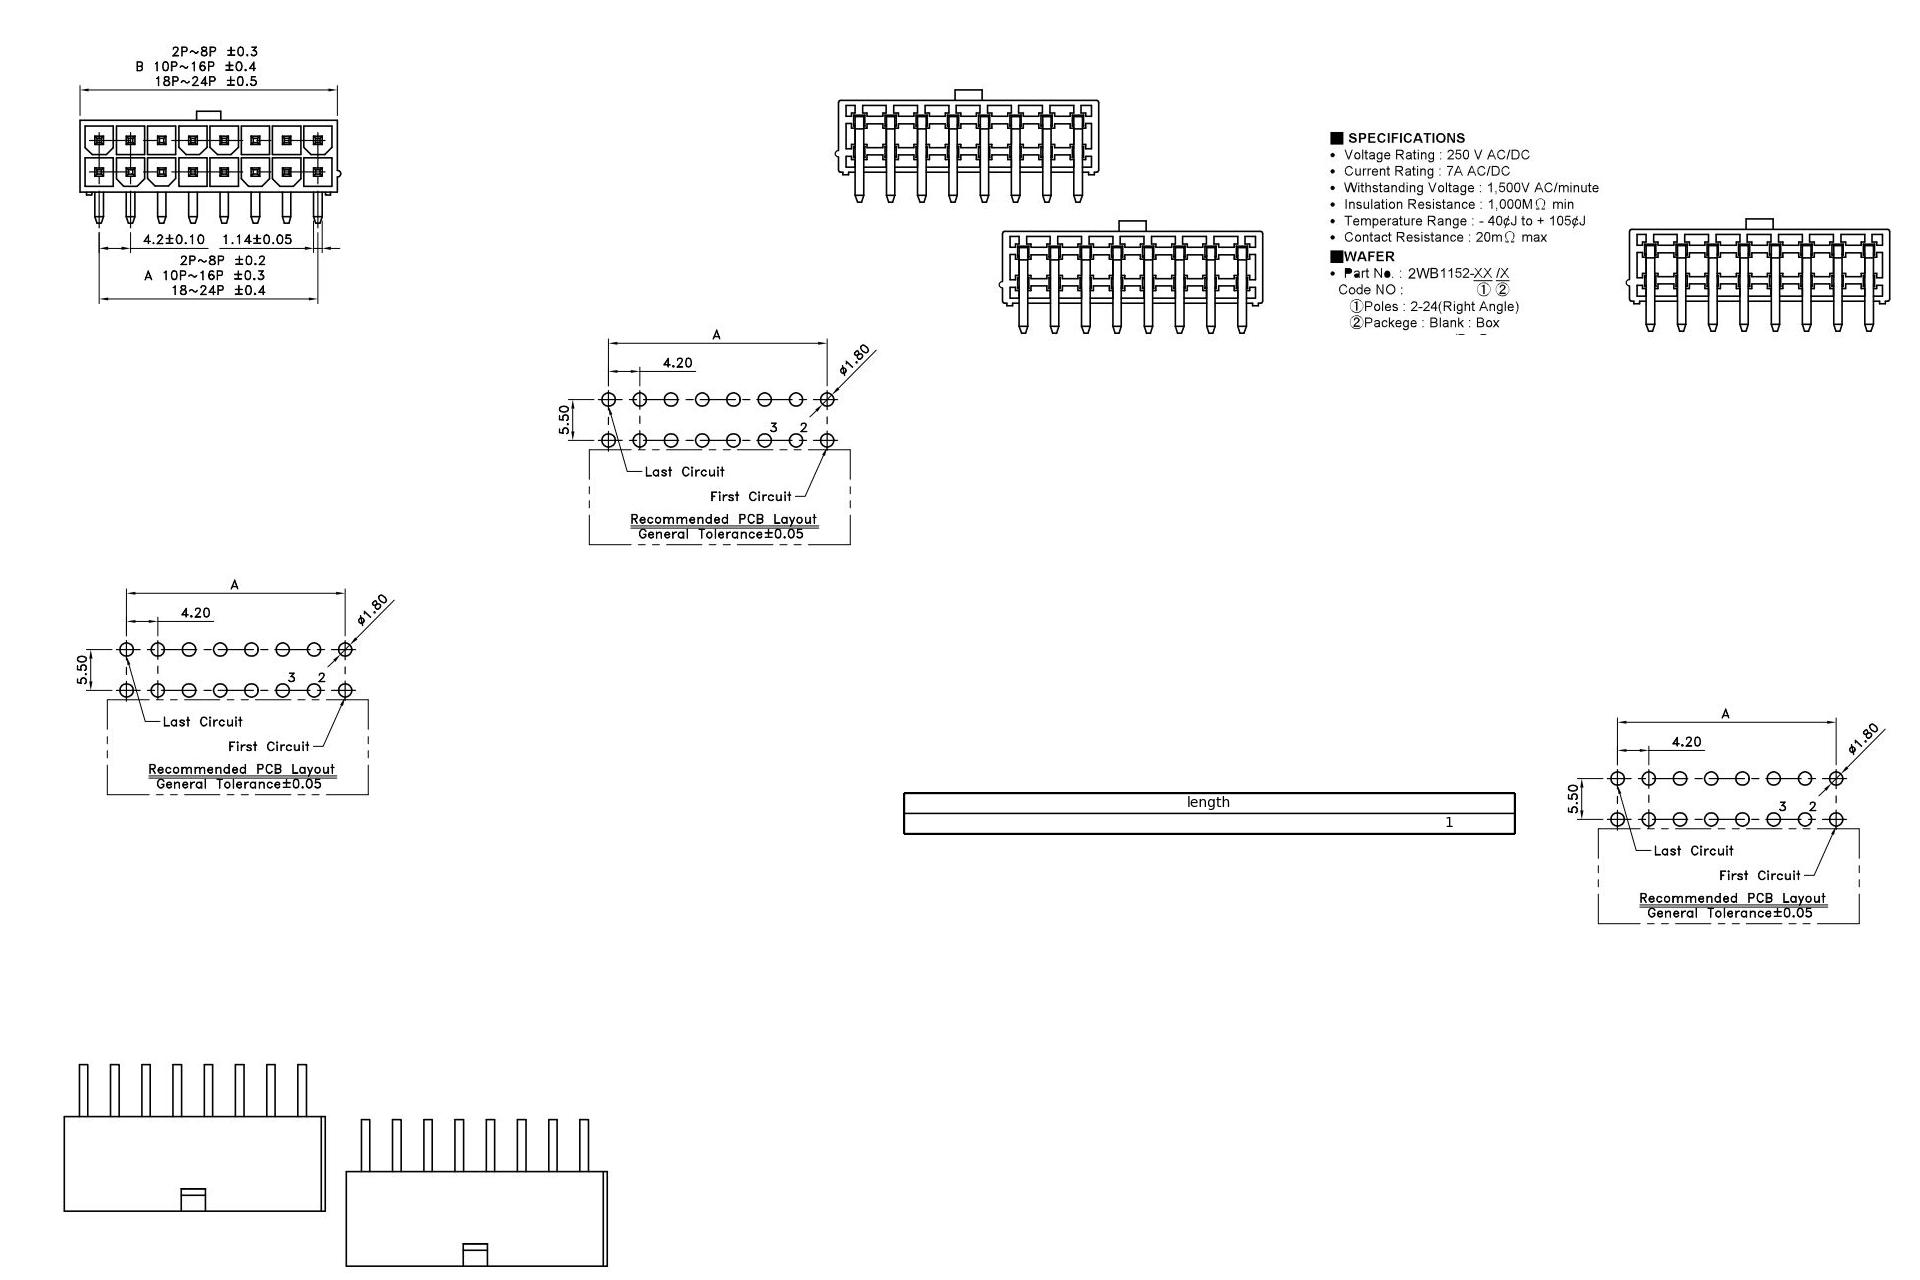 2P~8P ±0.3
B 10P~16P ±0.4
18P~24P ±0.5
4.2±0.10 1.14±0.05
2P~8P ±0.2
A 10P~16P ±0.3
18~24P ±0.4
■ SPECIFICATIONS
• Voltage Rating : 250 V AC/DC
• Current Rating : 7A AC/DC
• Withstanding Voltage : 1,500V AC/minute
• Insulation Resistance : 1,000MΩ min
• Temperature Range : - 40¢J to + 105¢J
• Contact Resistance : 20mΩ max
■WAFER
• Part No. : 2WB1152-XX /X
Code NO : ① ②
①Poles : 2-24(Right Angle)
②Packege : Blank : Box
A
4.20
ø1.80
5.50
3 2
Last Circuit
First Circuit
Recommended PCB Layout
General Tolerance±0.05
A
4.20
ø1.80
5.50
3 2
Last Circuit
First Circuit
Recommended PCB Layout
General Tolerance±0.05
length
1
A
4.20
ø1.80
5.50
3 2
Last Circuit
First Circuit
Recommended PCB Layout
General Tolerance±0.05